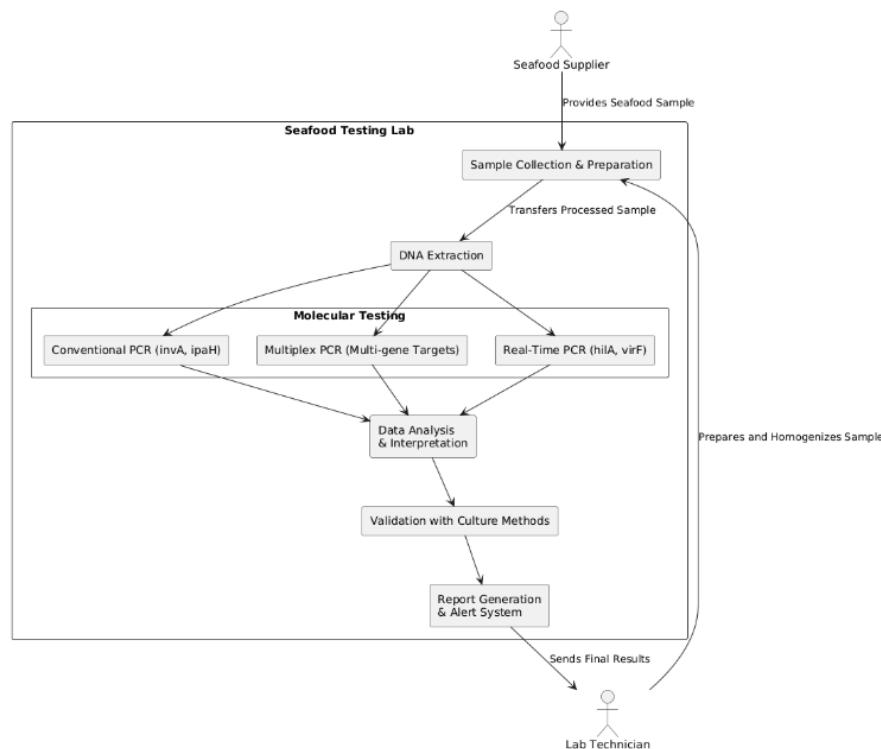 Seafood Supplier
Provides Seafood Sample
Seafood Testing Lab
Sample Collection & Preparation
Transfers Processed Sample
DNA Extraction
Molecular Testing
Conventional PCR (invA, ipaH)
Multiplex PCR (Multi-gene Targets)
Real-Time PCR (hilA, virF)
Data Analysis
& Interpretation
Prepares and Homogenizes Sample
Validation with Culture Methods
Report Generation
& Alert System
Sends Final Results
Lab Technician